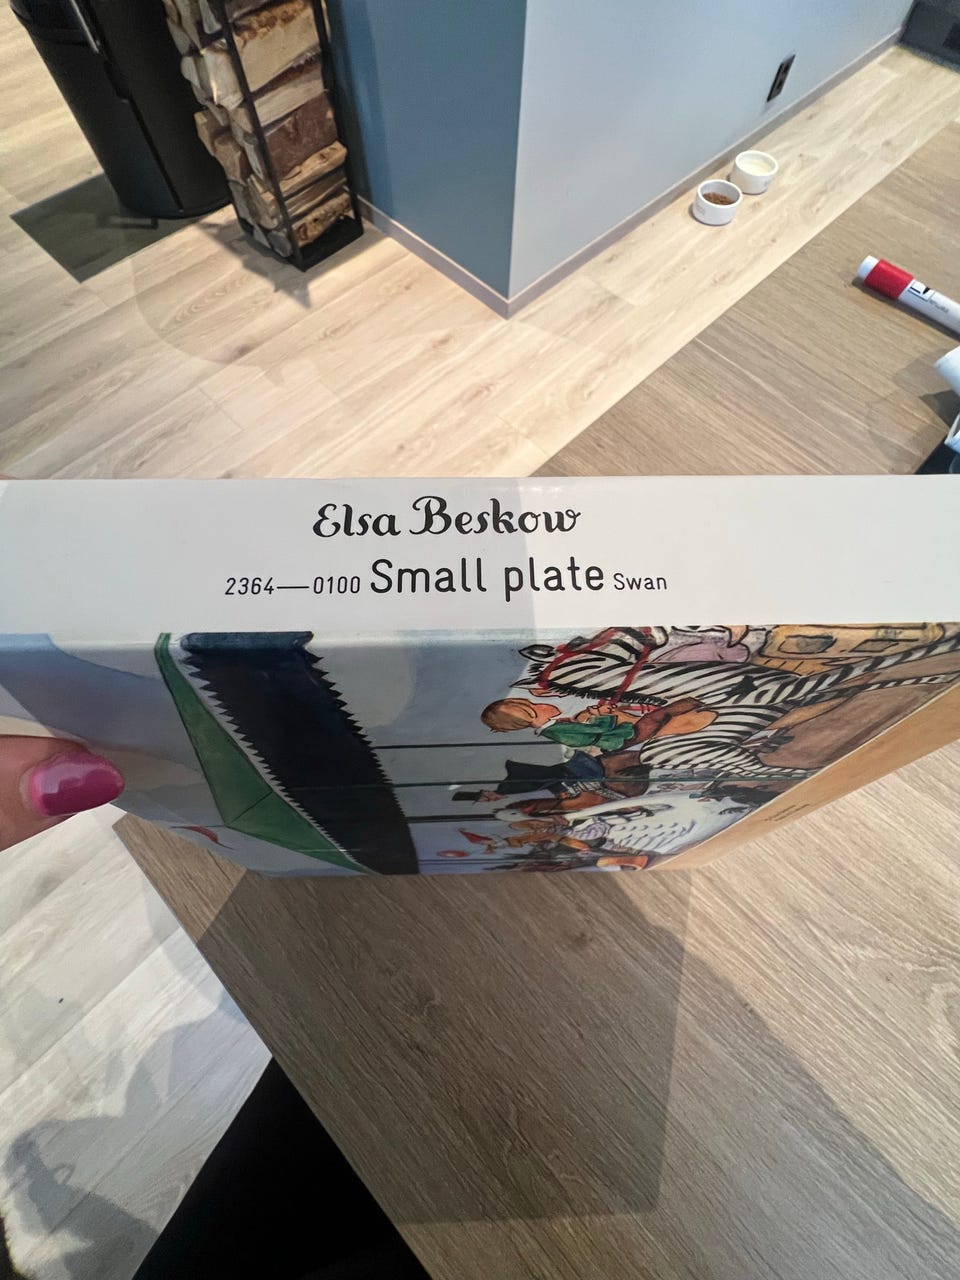 Elsa Beskow
2364—0100 Small plate Swan